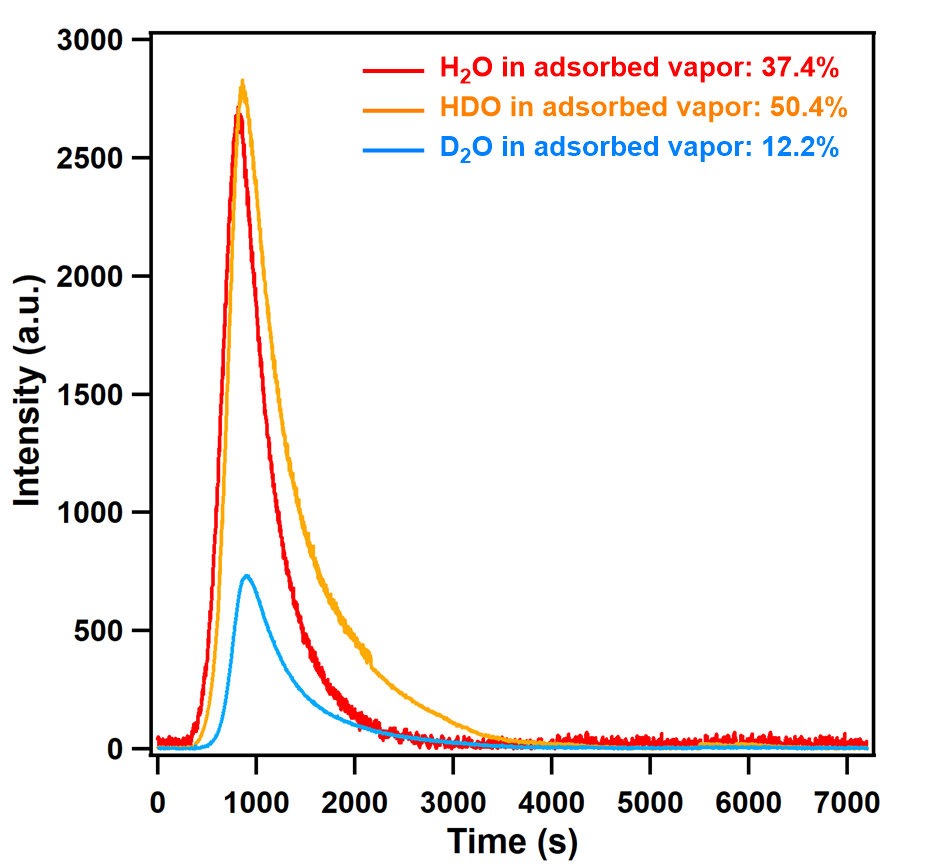 3000
2500
2000
1500
1000
500
0
Intensity (a.u.)
H₂O in adsorbed vapor: 37.4%
HDO in adsorbed vapor: 50.4%
D₂O in adsorbed vapor: 12.2%
0 1000 2000 3000 4000 5000 6000 7000
Time (s)